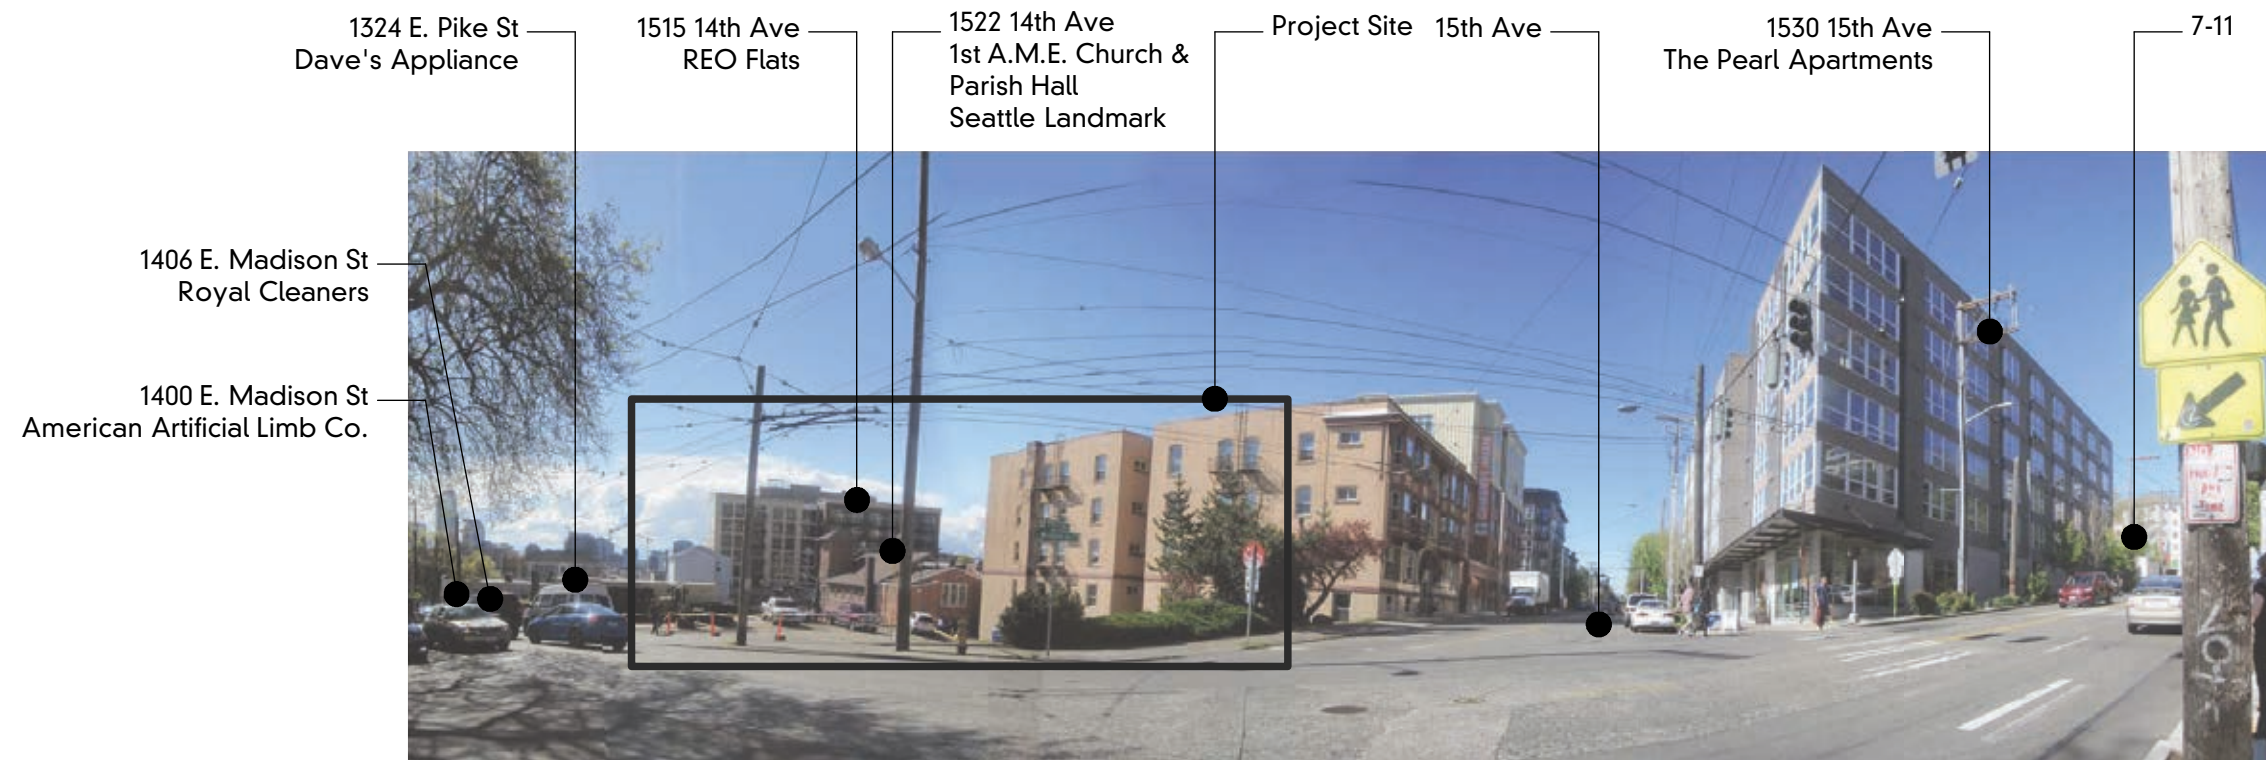 1324 E. Pike St
Dave's Appliance
1515 14th Ave
REO Flats
1522 14th Ave
1st A.M.E. Church &
Parish Hall
Seattle Landmark
Project Site
15th Ave
1530 15th Ave
The Pearl Apartments
7-11
1406 E. Madison St
Royal Cleaners
1400 E. Madison St
American Artificial Limb Co.
NO